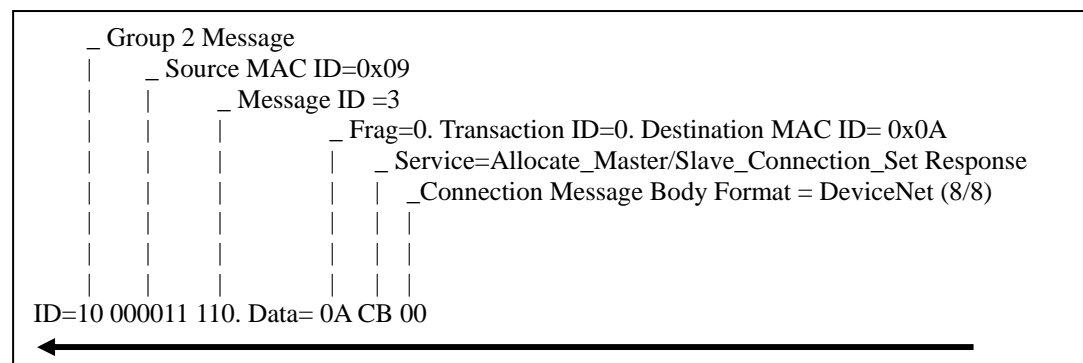 _ Group 2 Message
_ Source MAC ID=0x09
_ Message ID =3
_ Frag=0. Transaction ID=0. Destination MAC ID= 0x0A
_ Service=Allocate_Master/Slave_Connection_Set Response
_Connection Message Body Format = DeviceNet (8/8)
ID=10 000011 110. Data= 0A CB 00